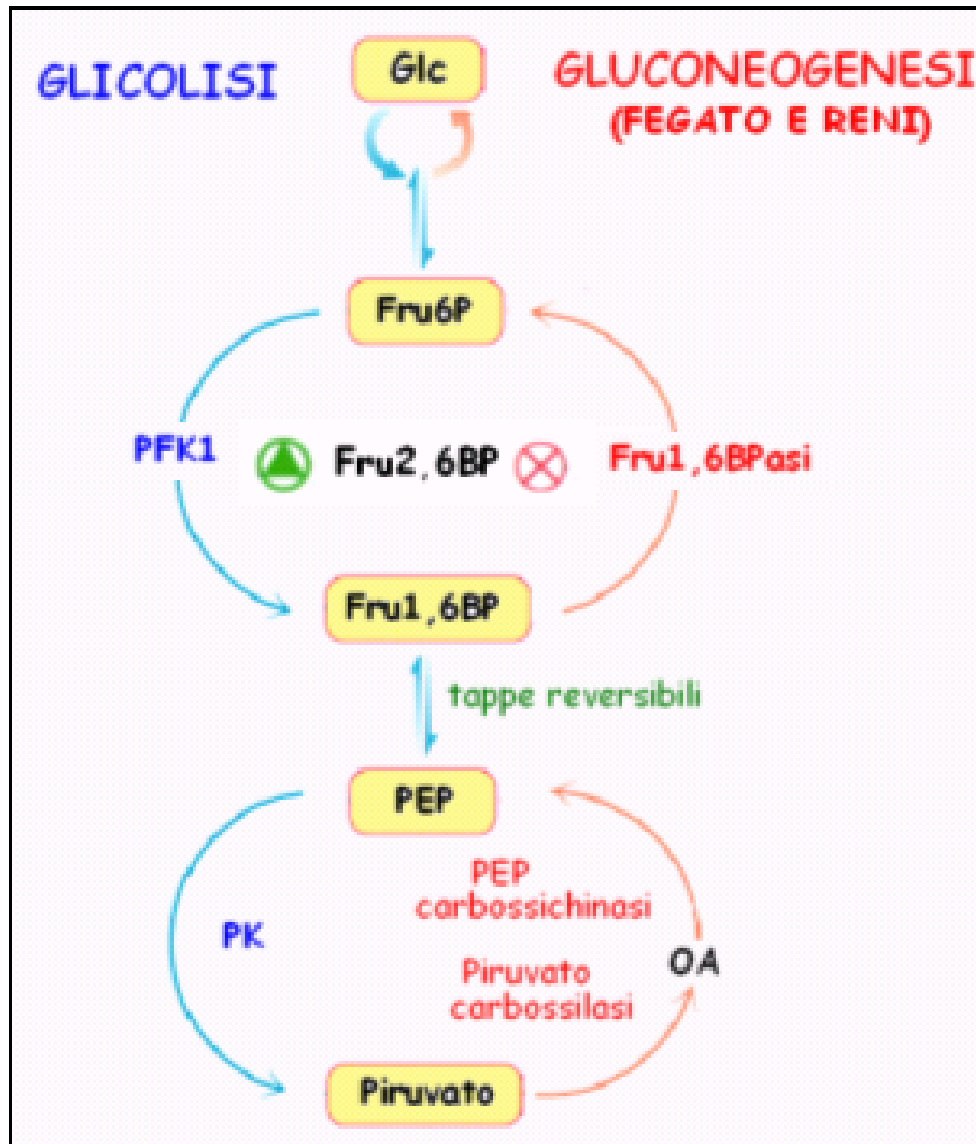 GLICOLISI
Glc
GLUCONEOGENESI
(FEGATO E RENI)
Fru6P
PFK1
Fru2,6BP
Fru1,6BPasi
Fru1,6BP
tappe reversibili
PEP
PEP
carbossichinasi
PK
OA
Piruvato
carbossilasi
Piruvato